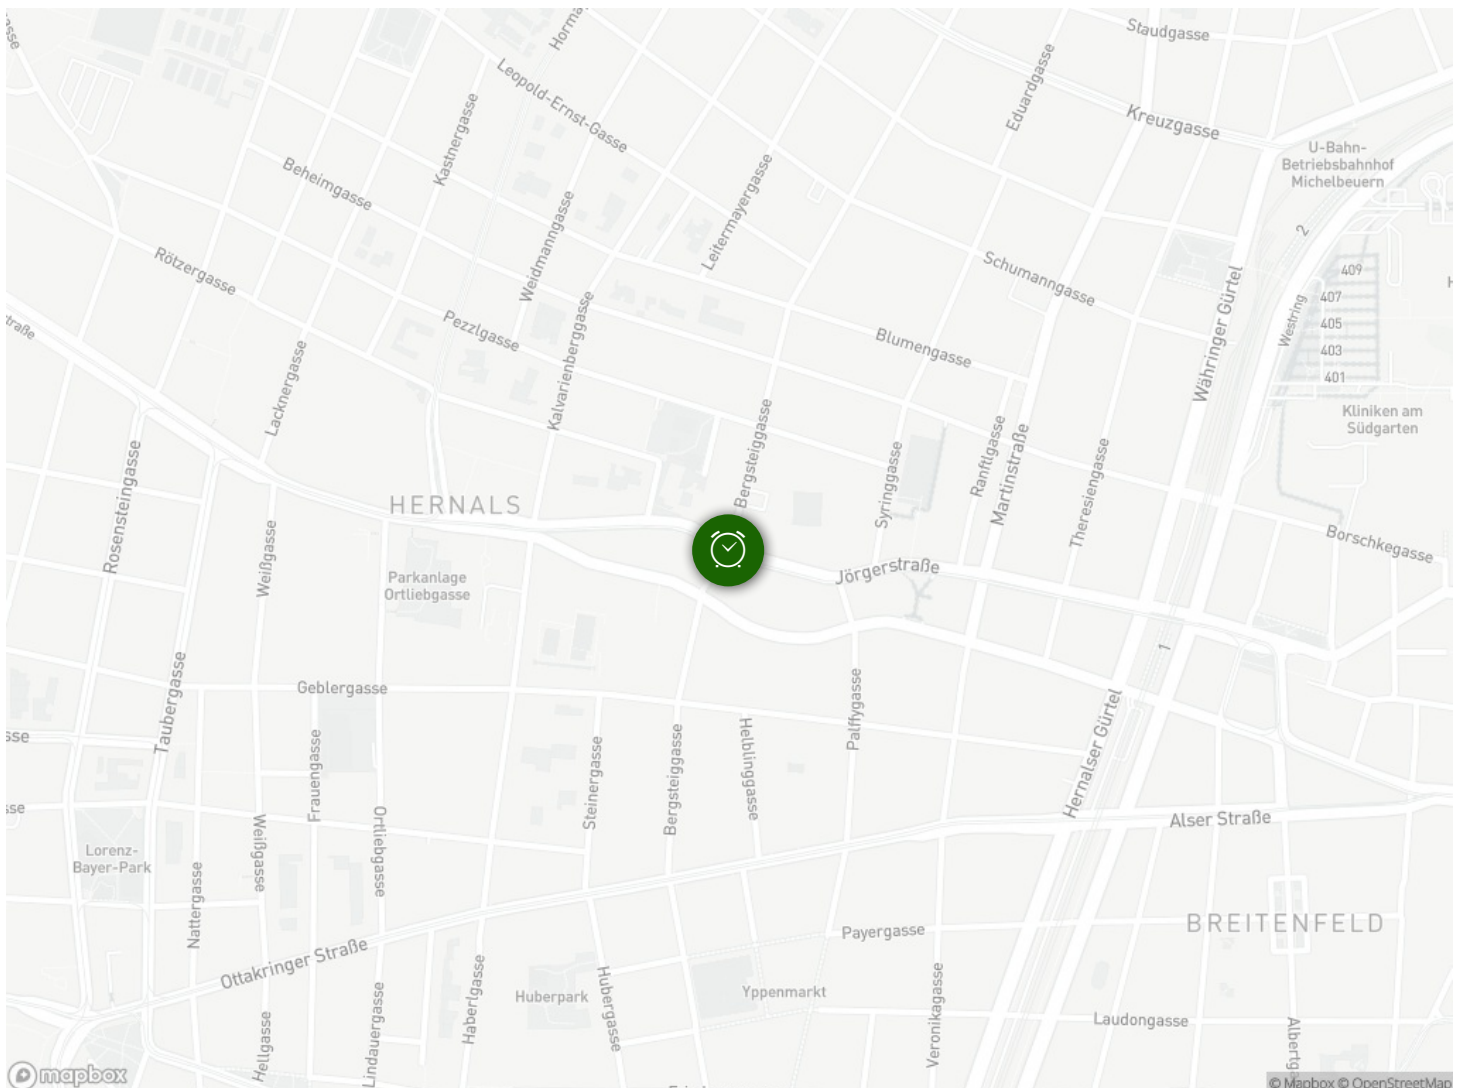 Staudgasse
Leopold-Ernst-Gasse
Eduardgasse
Kreuzgasse
Kastnergasse
U-Bahn-
Betriebsbahnhof
Michelbeuern
Beheimgasse
Leitermayergasse
Weidmanngasse
2
Rötzergasse
Schumanngasse
409
407
405
403
401
Westring
Währinger Gürtel
Pezzlgasse
Kalvarienberggasse
Blumengasse
Lacknergasse
Kliniken am
Südgarten
Bergsteiggasse
Syringgasse
Ranftlgasse
Martinstraße
Theresiengasse
Rosensteingasse
HERNALS
Borschkegasse
Weißgasse
Parkanlage
Ortliebgasse
Jörgerstraße
1
Taubergasse
Geblergasse
Palffygasse
Hernalser Gürtel
Frauengasse
Steinergasse
Bergsteiggasse
Helblinggasse
Ortliebgasse
Weißgasse
Alser Straße
Lorenz-
Bayer-Park
Nattergasse
Ottakringer Straße
Payergasse
BREITENFELD
Haberlgasse
Huberpark
Hubergasse
Yppenmarkt
Veronikagasse
Laudongasse
Hellgasse
Lindauergasse
mapbox
© Mapbox © OpenStreetMap